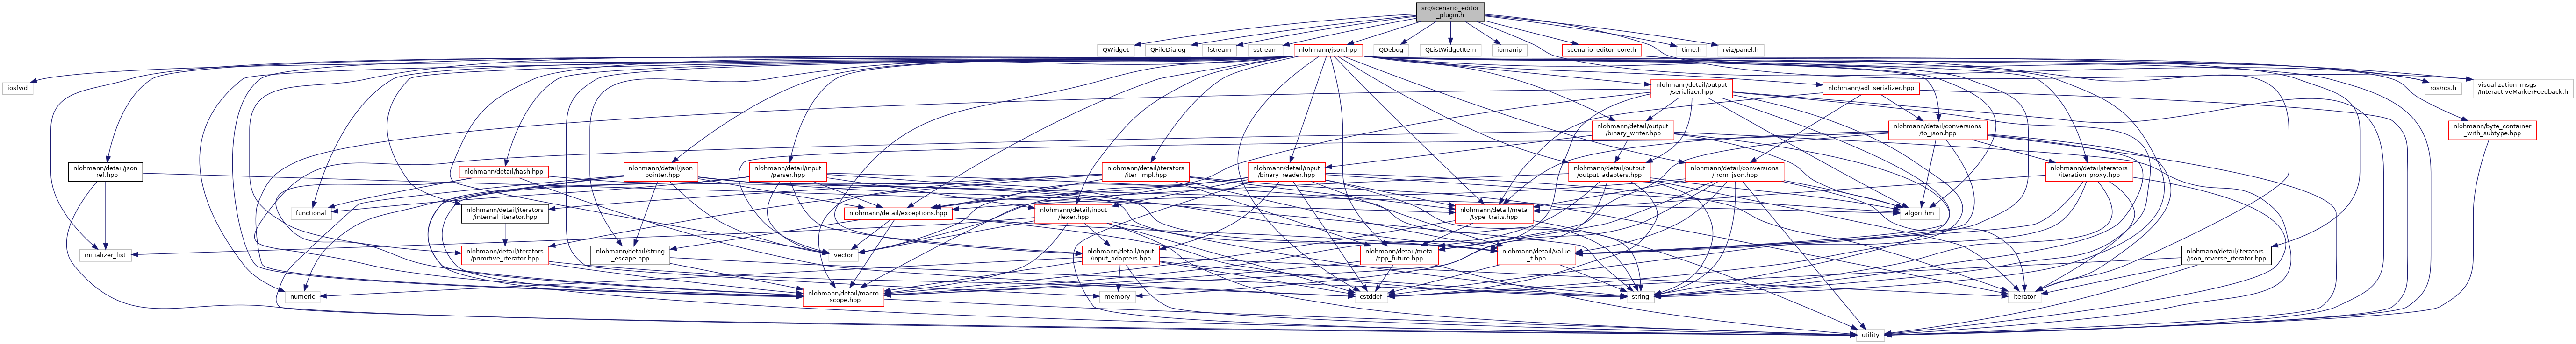 src/scenario_editor
_plugin.h
QWidget
QFileDialog
fstream
sstream
nlohmann/json.hpp
QDebug
QListWidgetItem
iomanip
scenario_editor_core.h
time.h
rviz/panel.h
iosfwd
nlohmann/detail/output
/serializer.hpp
nlohmann/adl_serializer.hpp
ros/ros.h
visualization_msgs
/InteractiveMarkerFeedback.h
nlohmann/detail/output
/binary_writer.hpp
nlohmann/detail/conversions
/to_json.hpp
nlohmann/byte_container
_with_subtype.hpp
nlohmann/detail/json
_ref.hpp
nlohmann/detail/hash.hpp
nlohmann/detail/json
_pointer.hpp
nlohmann/detail/input
/parser.hpp
nlohmann/detail/iterators
/iter_impl.hpp
nlohmann/detail/input
/binary_reader.hpp
nlohmann/detail/output
/output_adapters.hpp
nlohmann/detail/conversions
/from_json.hpp
nlohmann/detail/iterators
/iteration_proxy.hpp
functional
nlohmann/detail/iterators
/internal_iterator.hpp
nlohmann/detail/exceptions.hpp
nlohmann/detail/input
/lexer.hpp
nlohmann/detail/meta
/type_traits.hpp
algorithm
initializer_list
nlohmann/detail/iterators
/primitive_iterator.hpp
nlohmann/detail/string
_escape.hpp
vector
nlohmann/detail/input
/input_adapters.hpp
nlohmann/detail/meta
/cpp_future.hpp
nlohmann/detail/value
_t.hpp
nlohmann/detail/iterators
/json_reverse_iterator.hpp
numeric
nlohmann/detail/macro
_scope.hpp
memory
cstddef
string
iterator
utility